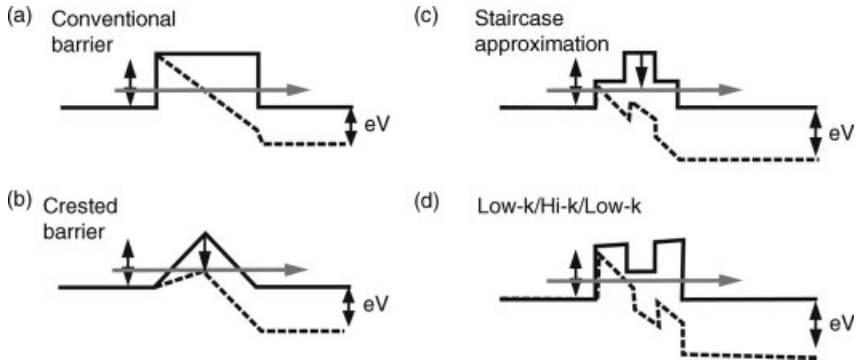 (a) Conventional
barrier
eV
(b) Crested
barrier
eV
(c) Staircase
approximation
eV
(d) Low-k/Hi-k/Low-k
eV